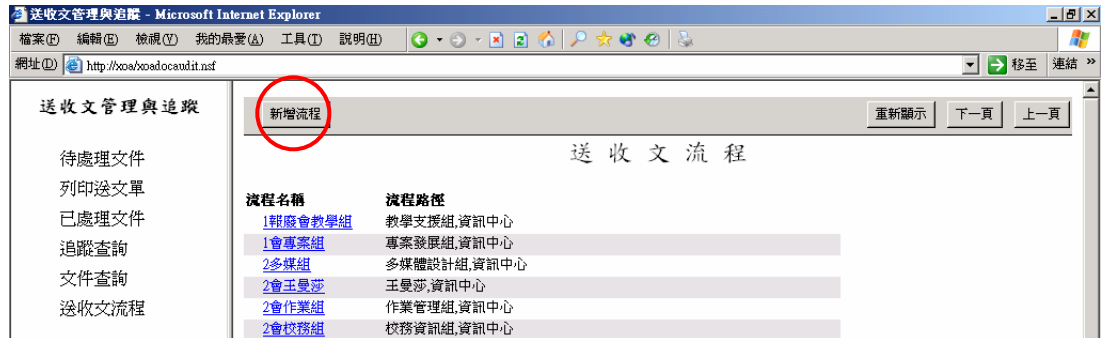 送收文管理與追蹤 - Microsoft Internet Explorer
檔案(F) 編輯(E) 檢視(V) 我的最愛(A) 工具(T) 說明(H)
網址(D) http://xoa/xoadocaudit.nsf 移至 連結 »
送收文管理與追蹤
待處理文件
列印送文單
已處理文件
追蹤查詢
文件查詢
送收文流程
新增流程 重新顯示 下一頁 上一頁
送收文流程
流程名稱 流程路徑
1報廢會教學組 教學支援組,資訊中心
1會專案組 專案發展組,資訊中心
2多媒組 多媒體設計組,資訊中心
2會王曼莎 王曼莎,資訊中心
2會作業組 作業管理組,資訊中心
2會校務組 校務資訊組,資訊中心